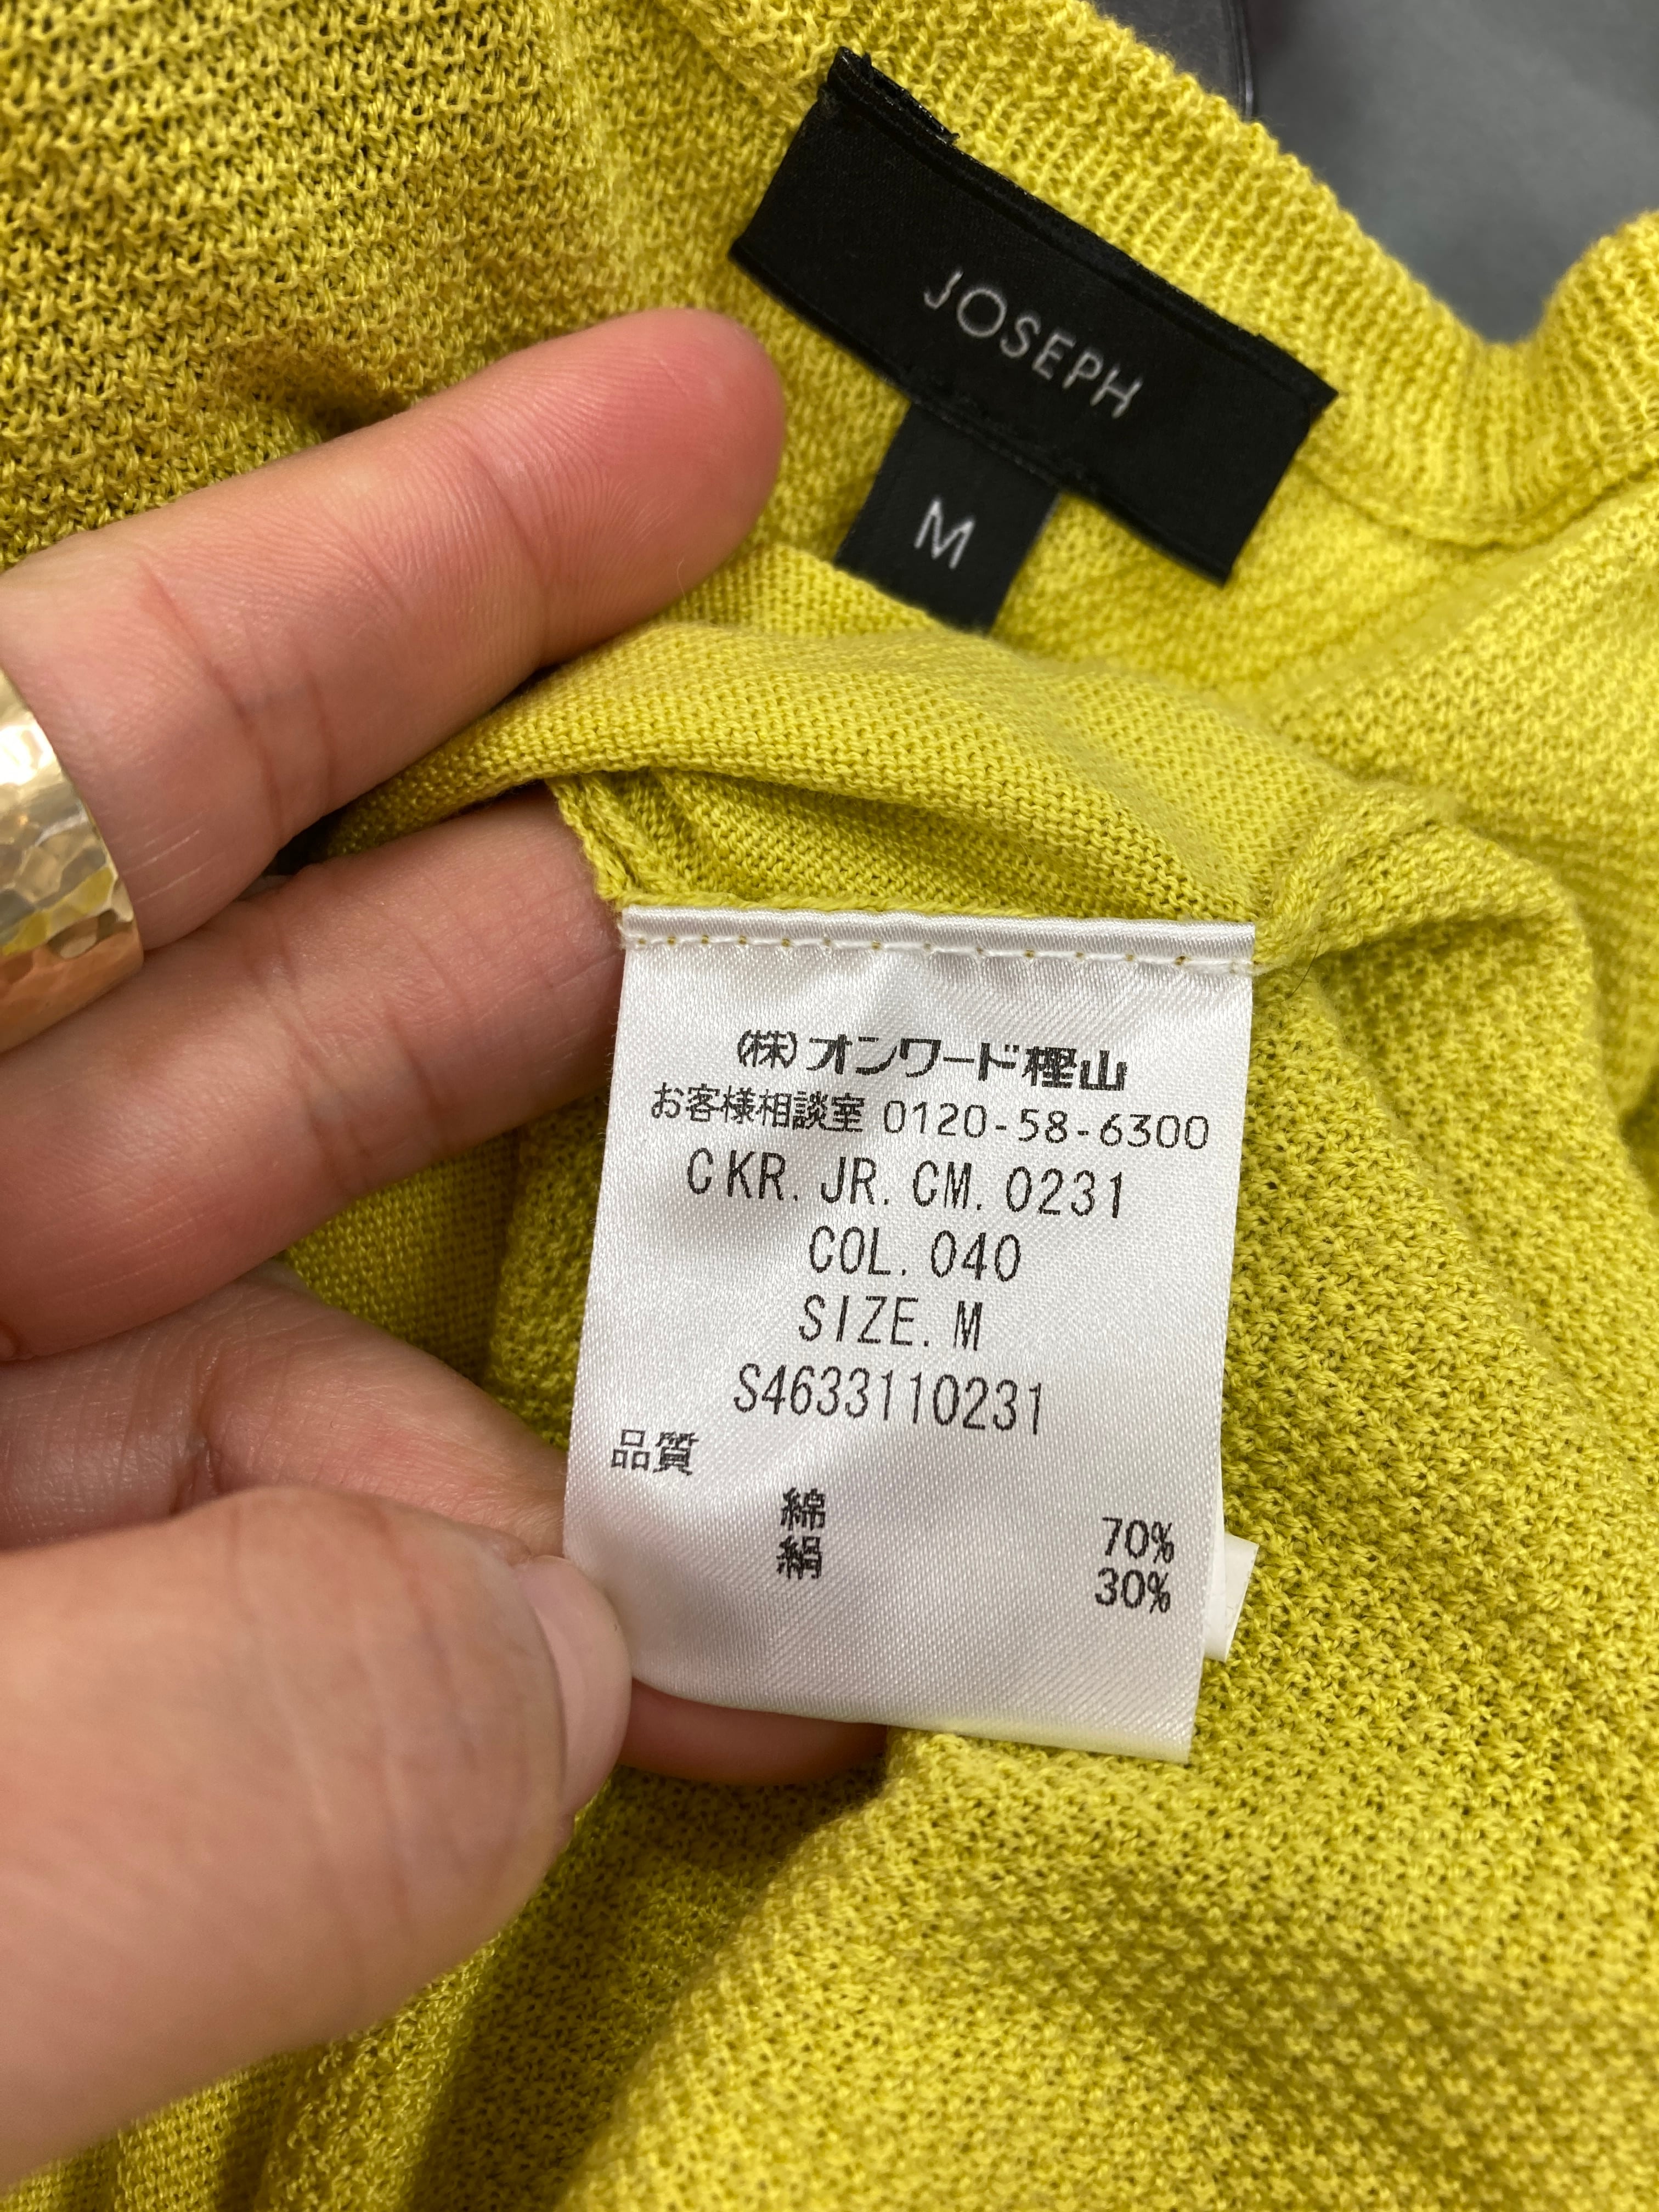 JOSEPH
M
(株)オンワード樫山
お客様相談室 0120-58-6300
CKR. JR. CM. 0231
COL. 040
SIZE. M
S4633110231
品質
綿 70%
絹 30%